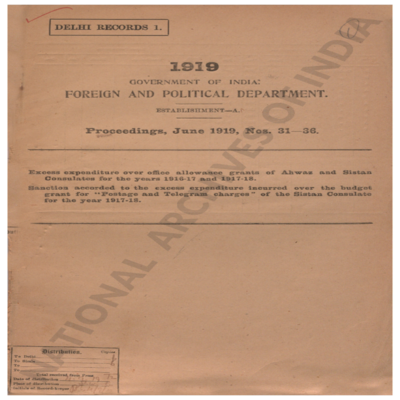 DELHI RECORDS 1.
1919
GOVERNMENT OF INDIA:
FOREIGN AND POLITICAL DEPARTMENT.
ESTABLISHMENT—A.
Proceedings, June 1919, Nos. 31—36.
Excess expenditure over office allowance grants of Ahwaz and Sistan
Consulates for the years 1916-17 and 1917-18.
Sanction accorded to the excess expenditure incurred over the budget
grant for "Postage and Telegram charges" of the Sistan Consulate
for the year 1917-18.
NATIONAL ARCHIVES OF INDIA
Distribution.